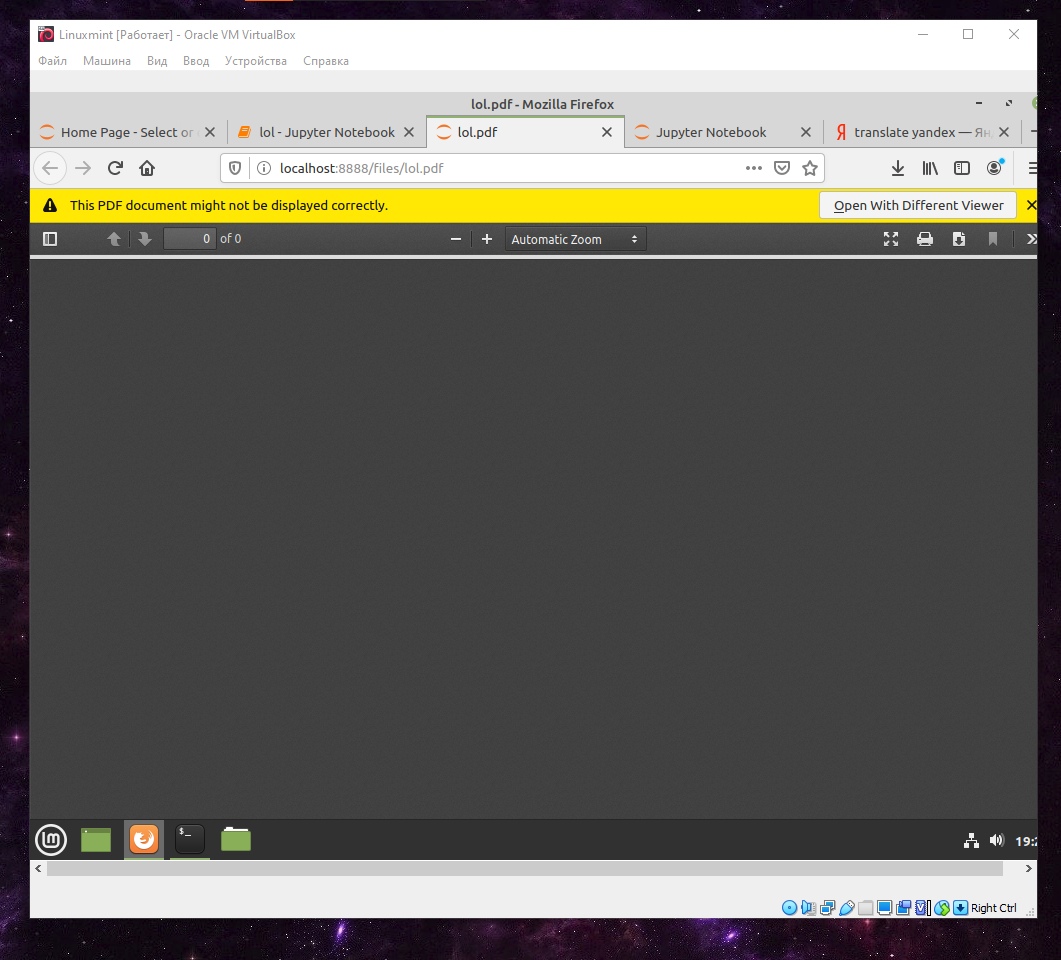 Linuxmint [Работает] - Oracle VM VirtualBox
Файл Машина Вид Ввод Устройства Справка
lol.pdf - Mozilla Firefox
Home Page - Select or lol - Jupyter Notebook lol.pdf Jupyter Notebook translate yandex — Ян
localhost:8888/files/lol.pdf
This PDF document might not be displayed correctly. Open With Different Viewer
0 of 0 Automatic Zoom
$_ lm 19:2
Right Ctrl